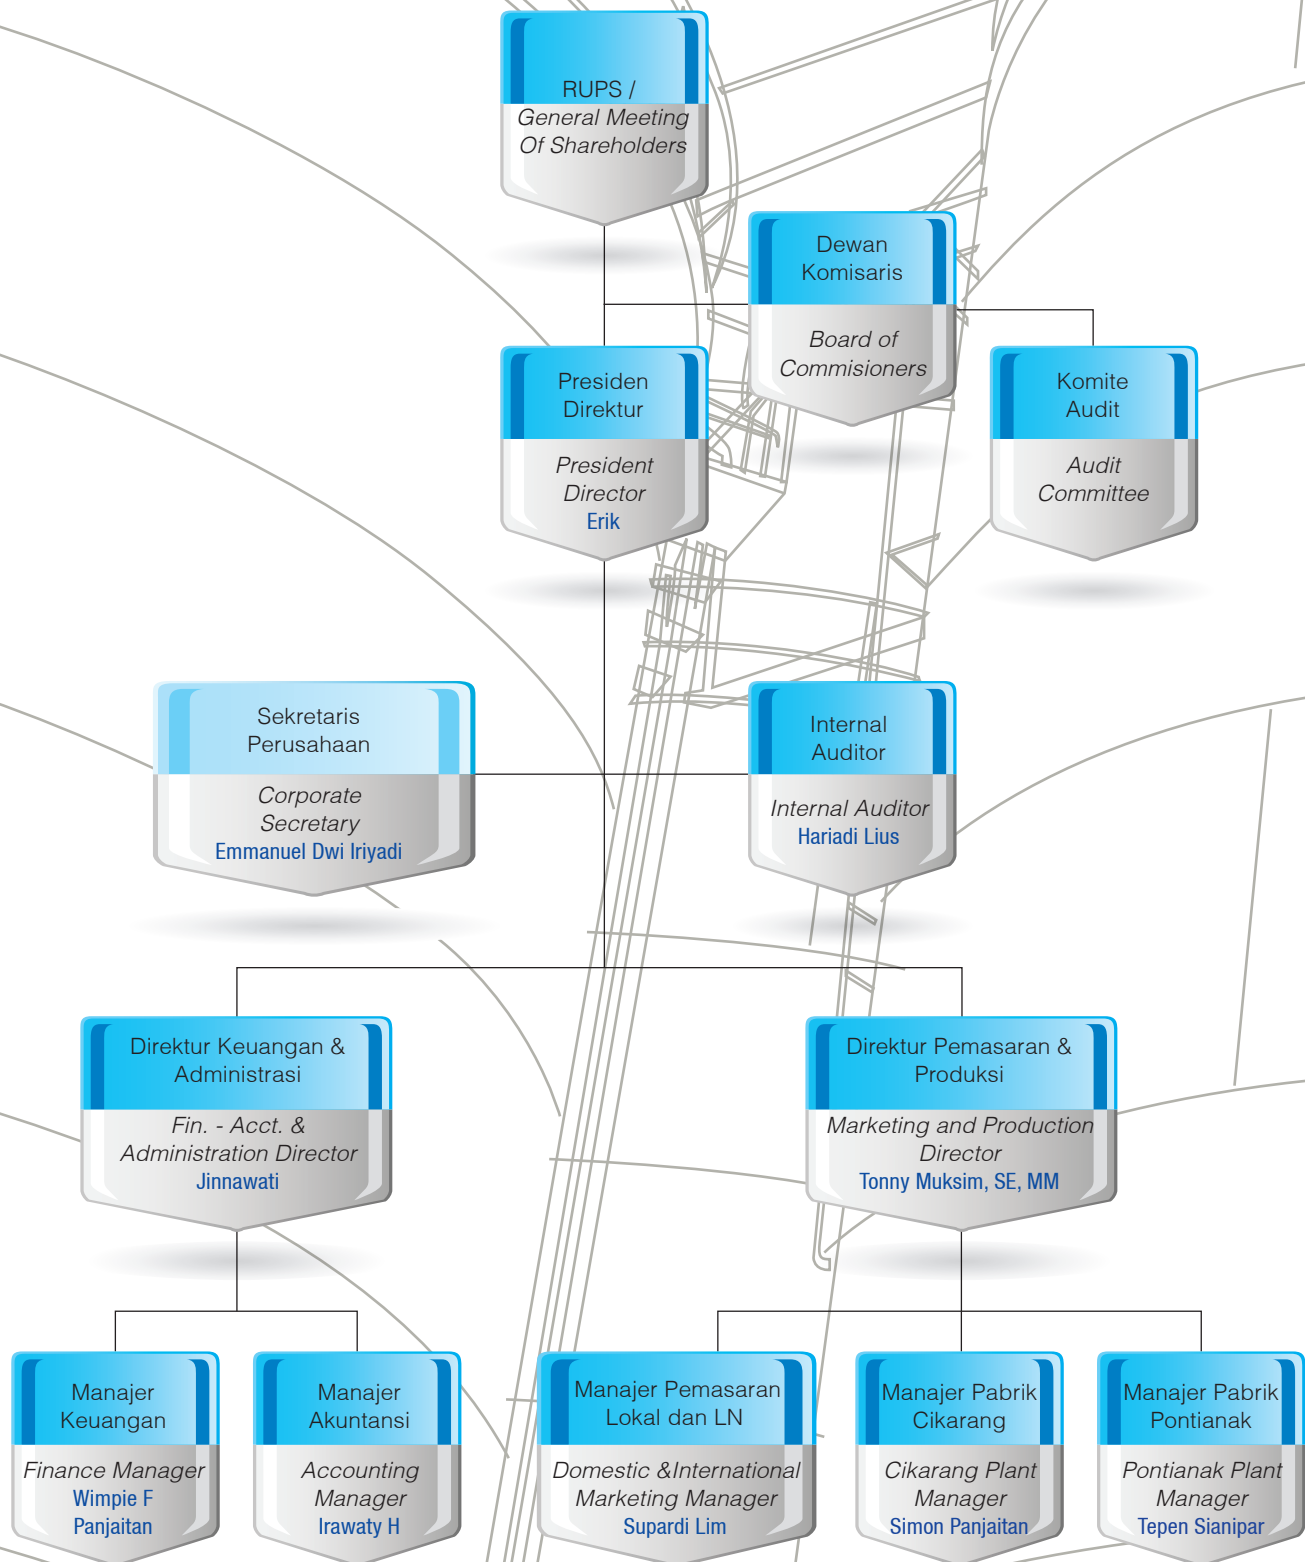 RUPS /
General Meeting
Of Shareholders
Dewan
Komisaris
Board of
Commisioners
Presiden
Direktur
President
Director
Erik
Komite
Audit
Audit
Committee
Sekretaris
Perusahaan
Corporate
Secretary
Emmanuel Dwi Iriyadi
Internal
Auditor
Internal Auditor
Hariadi Lius
Direktur Keuangan &
Administrasi
Fin. - Acct. &
Administration Director
Jinnawati
Direktur Pemasaran &
Produksi
Marketing and Production
Director
Tonny Muksim, SE, MM
Manajer
Keuangan
Finance Manager
Wimpie F
Panjaitan
Manajer
Akuntansi
Accounting
Manager
Irawaty H
Manajer Pemasaran
Lokal dan LN
Domestic &International
Marketing Manager
Supardi Lim
Manajer Pabrik
Cikarang
Cikarang Plant
Manager
Simon Panjaitan
Manajer Pabrik
Pontianak
Pontianak Plant
Manager
Tepen Sianipar